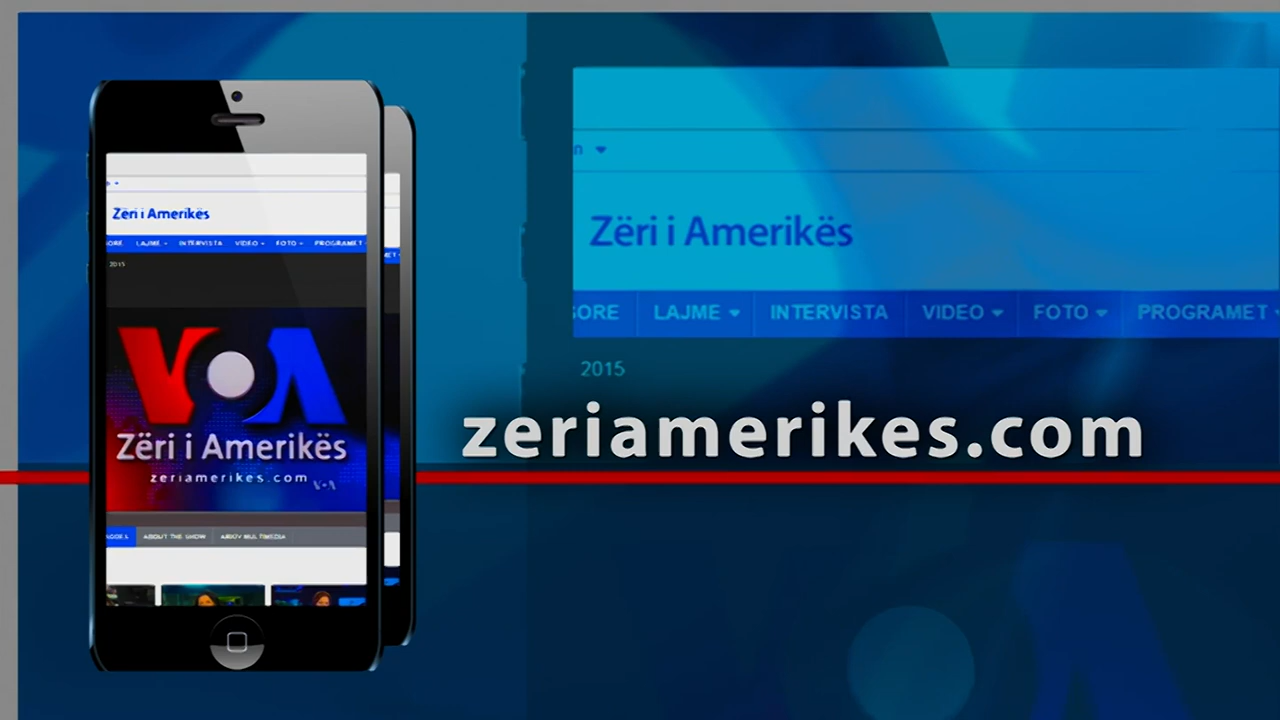 Zëri i Amerikës
LAJME INTERVISTA VIDEO FOTO PROGRAMET
2015
VOA
Zëri i Amerikës
zeriamerikes.com
VOA
ABOUT THE SHOW ARKIV MULTIMEDIA
n
Zëri i Amerikës
ORE LAJME INTERVISTA VIDEO FOTO PROGRAMET
2015
zeriamerikes.com